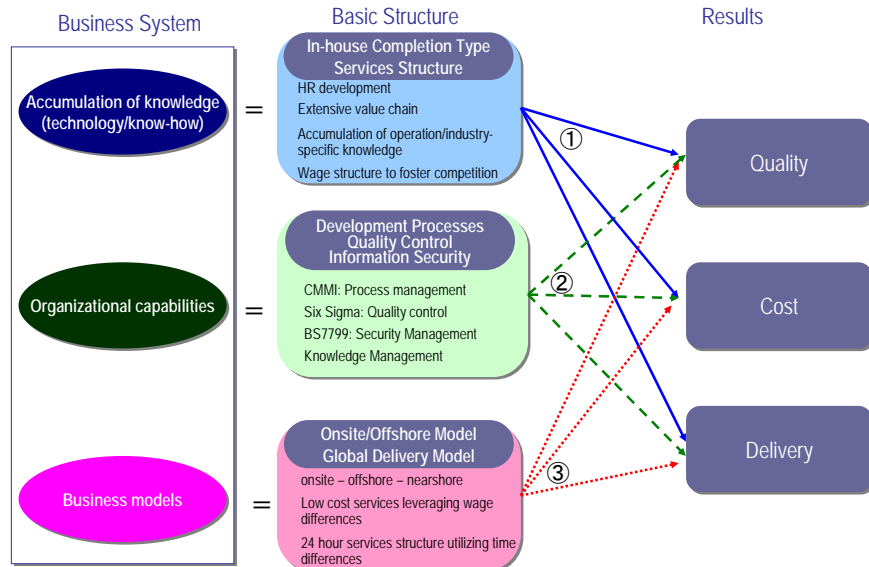 Business System
Basic Structure
Results
Accumulation of knowledge
(technology/know-how)
=
In-house Completion Type
Services Structure
HR development
Extensive value chain
Accumulation of operation/industry-
specific knowledge
Wage structure to foster competition
①
Quality
Organizational capabilities
=
Development Processes
Quality Control
Information Security
CMMI: Process management
Six Sigma: Quality control
BS7799: Security Management
Knowledge Management
②
Cost
Business models
=
Onsite/Offshore Model
Global Delivery Model
onsite – offshore – nearshore
Low cost services leveraging wage
differences
24 hour services structure utilizing time
differences
③
Delivery